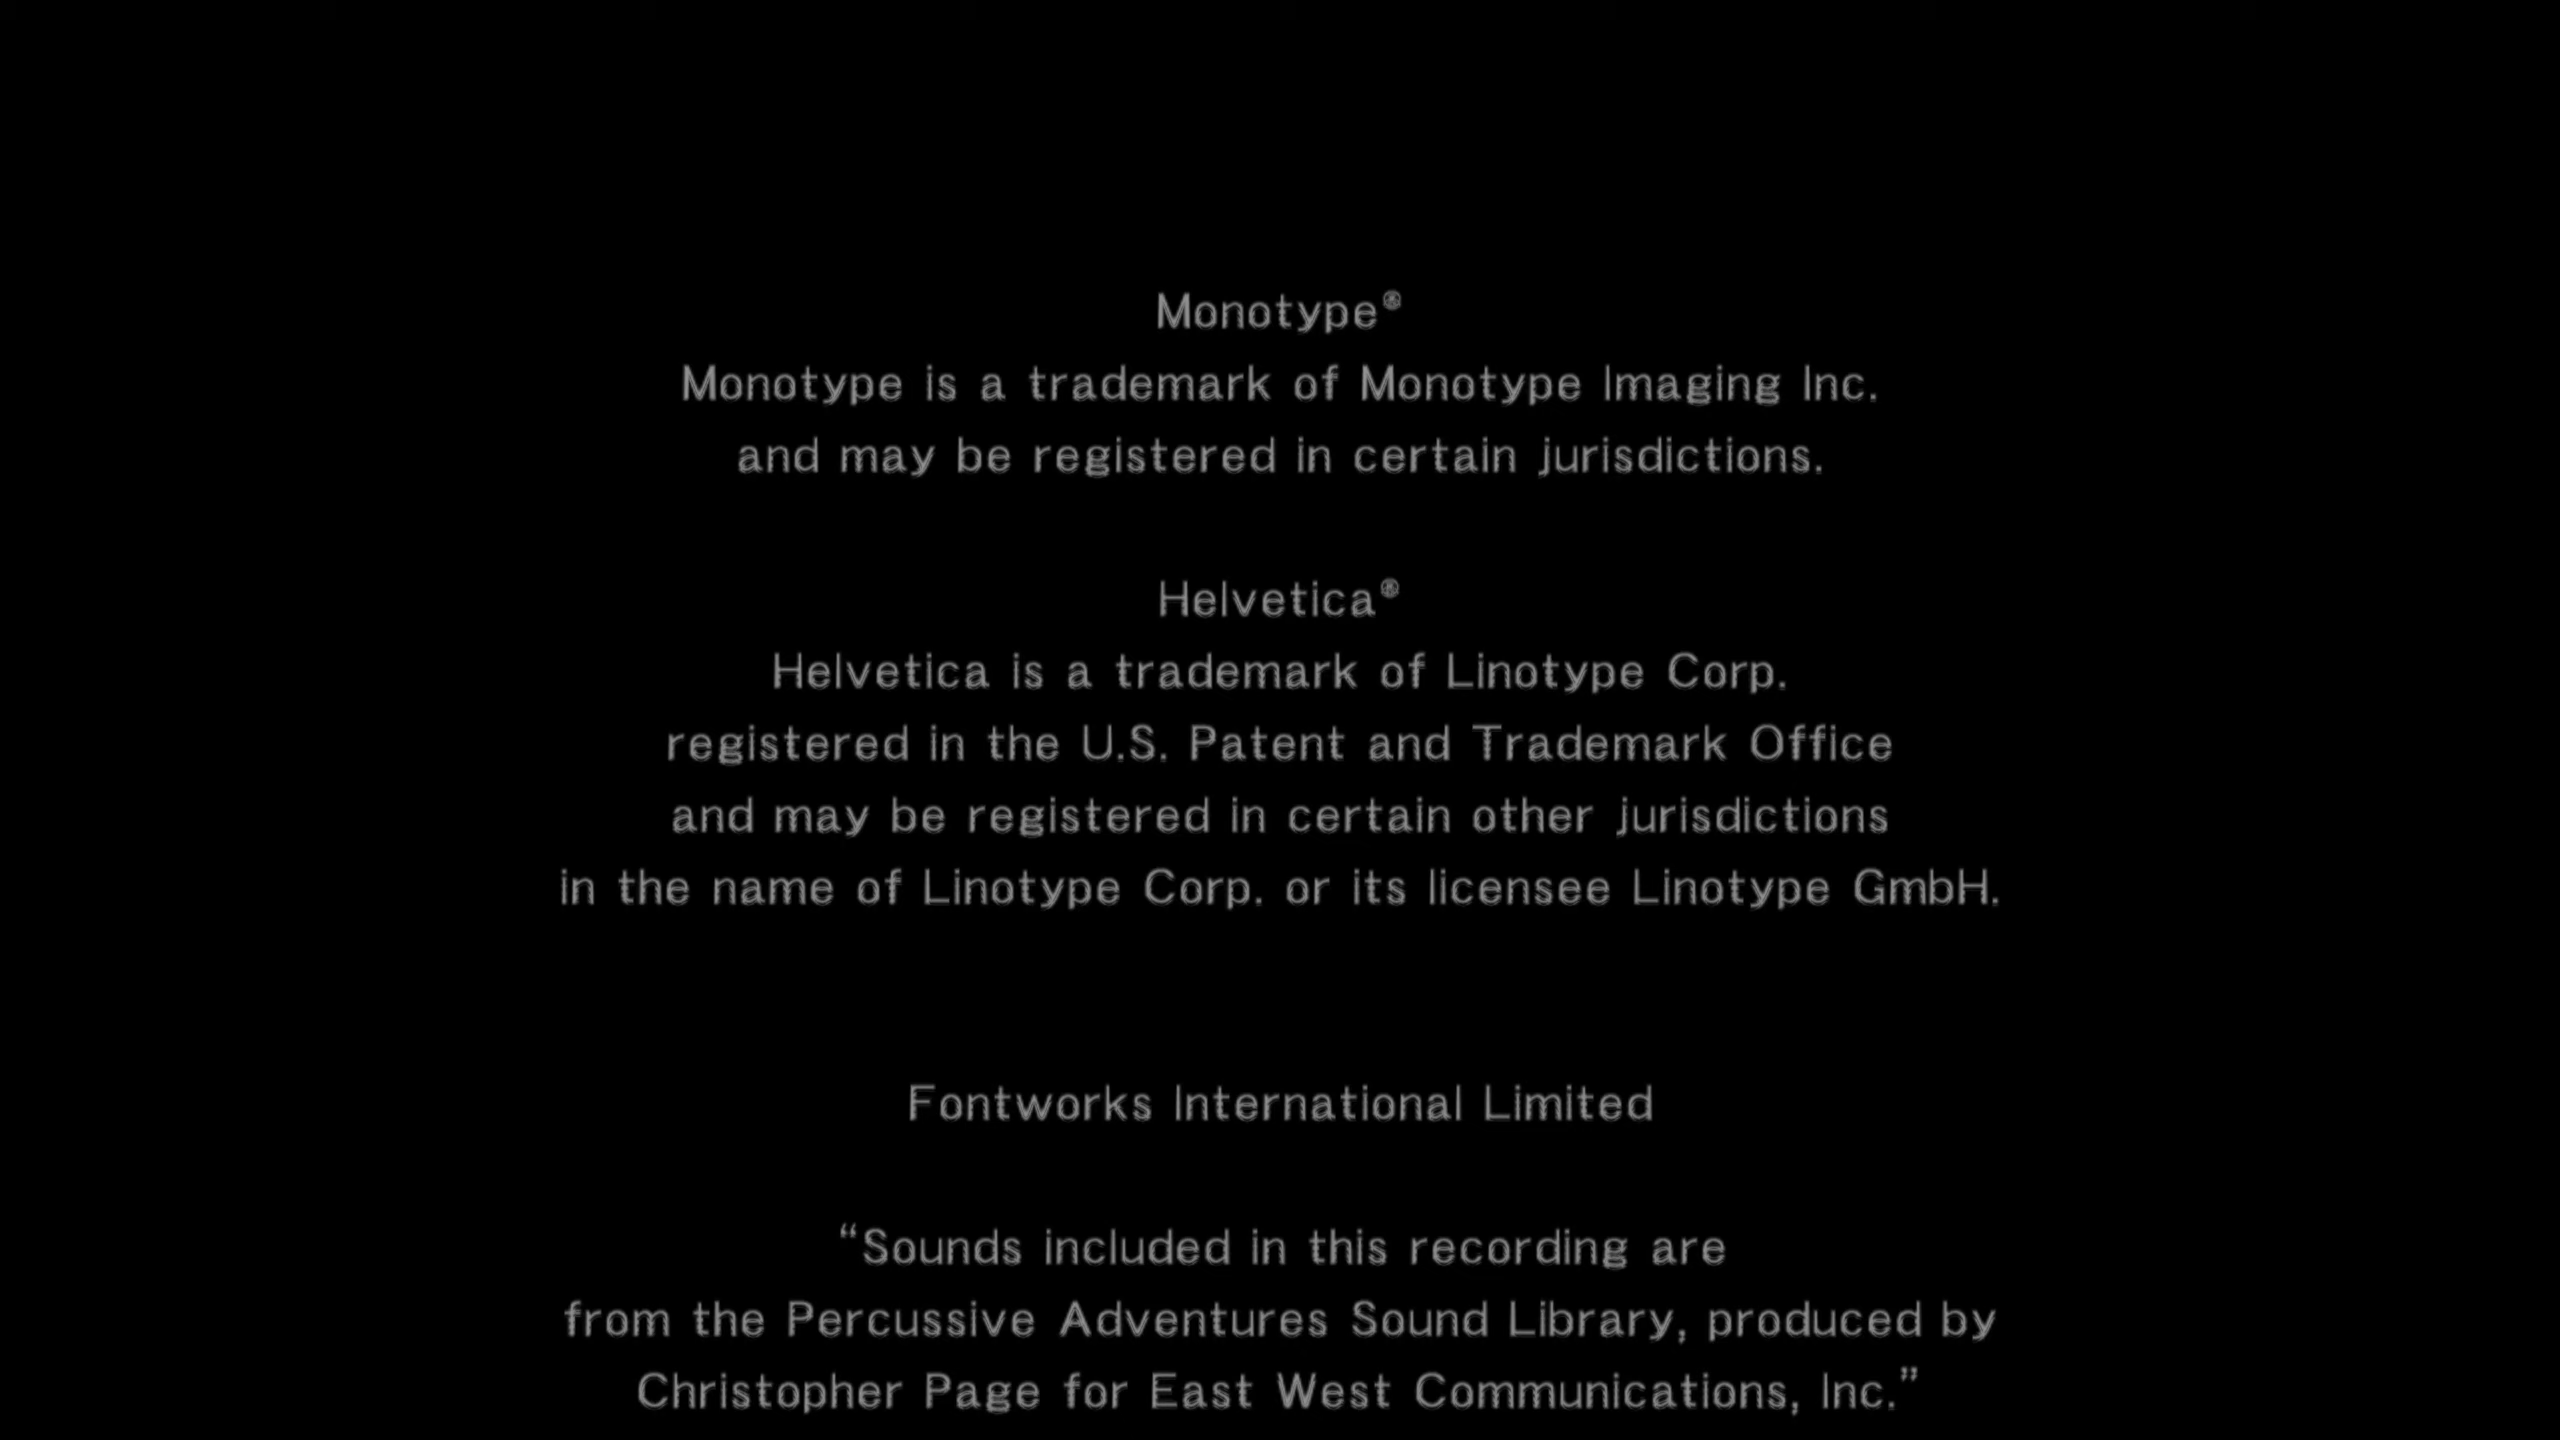 Monotype®
Monotype is a trademark of Monotype Imaging Inc.
and may be registered in certain jurisdictions.
Helvetica®
Helvetica is a trademark of Linotype Corp.
registered in the U.S. Patent and Trademark Office
and may be registered in certain other jurisdictions
in the name of Linotype Corp. or its licensee Linotype GmbH.
Fontworks International Limited
“Sounds included in this recording are
from the Percussive Adventures Sound Library, produced by
Christopher Page for East West Communications, Inc.”